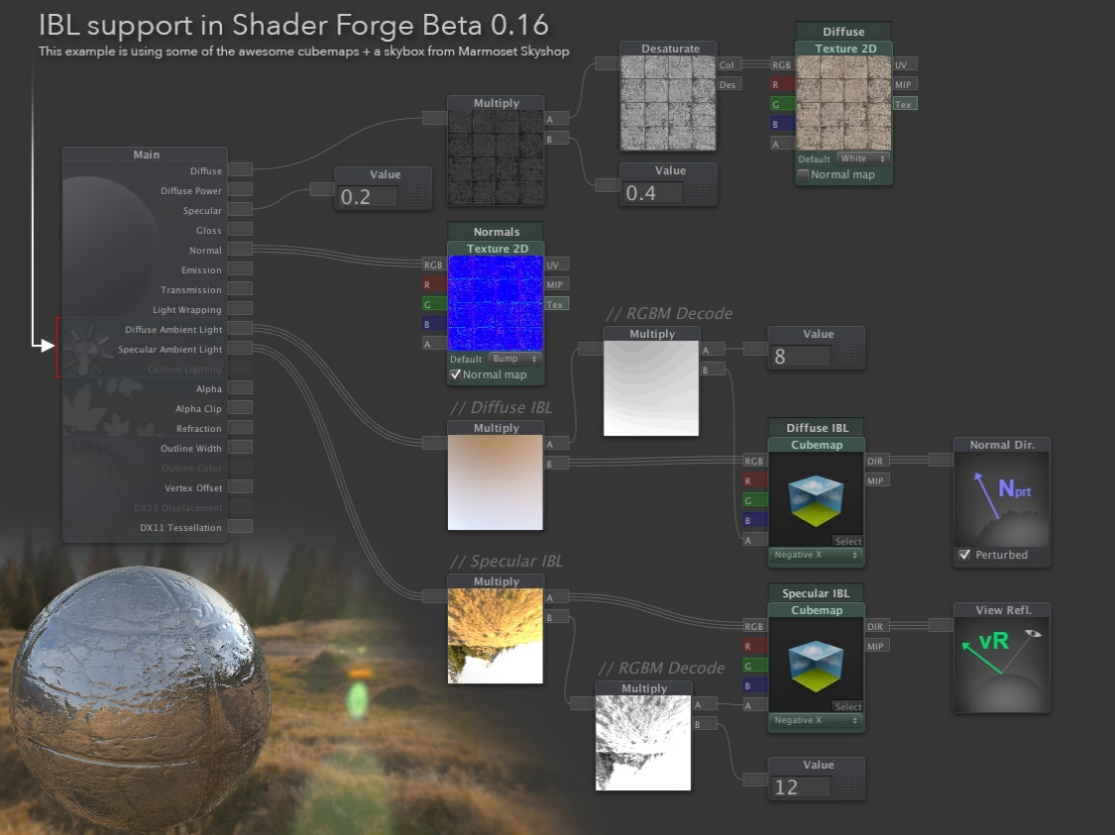 IBL support in Shader Forge Beta 0.16
This example is using some of the awesome cubemaps + a skybox from Marmoset Skyshop
Main
Diffuse
Diffuse Power
Specular
Gloss
Normal
Emission
Transmission
Light Wrapping
Diffuse Ambient Light
Specular Ambient Light
Custom Lighting
Alpha
Alpha Clip
Refraction
Outline Width
Outline Color
Vertex Offset
DX11 Displacement
DX11 Tessellation
Value
0.2
Multiply
A
B
Desaturate
Col
Des
Value
0.4
Diffuse
Texture 2D
RGB
R
G
B
A
UV
MIP
Tex
Default White
Normal map
Normals
Texture 2D
RGB
R
G
B
A
UV
MIP
Tex
Default Bump
Normal map
// RGBM Decode
Multiply
A
B
Value
8
// Diffuse IBL
Multiply
A
B
Diffuse IBL
Cubemap
RGB
R
G
B
A
DIR
MIP
Select
Negative X
Normal Dir.
Nprt
Perturbed
// Specular IBL
Multiply
A
B
Specular IBL
Cubemap
RGB
R
G
B
A
DIR
MIP
Select
Negative X
View Refl.
vR
// RGBM Decode
Multiply
A
B
Value
12